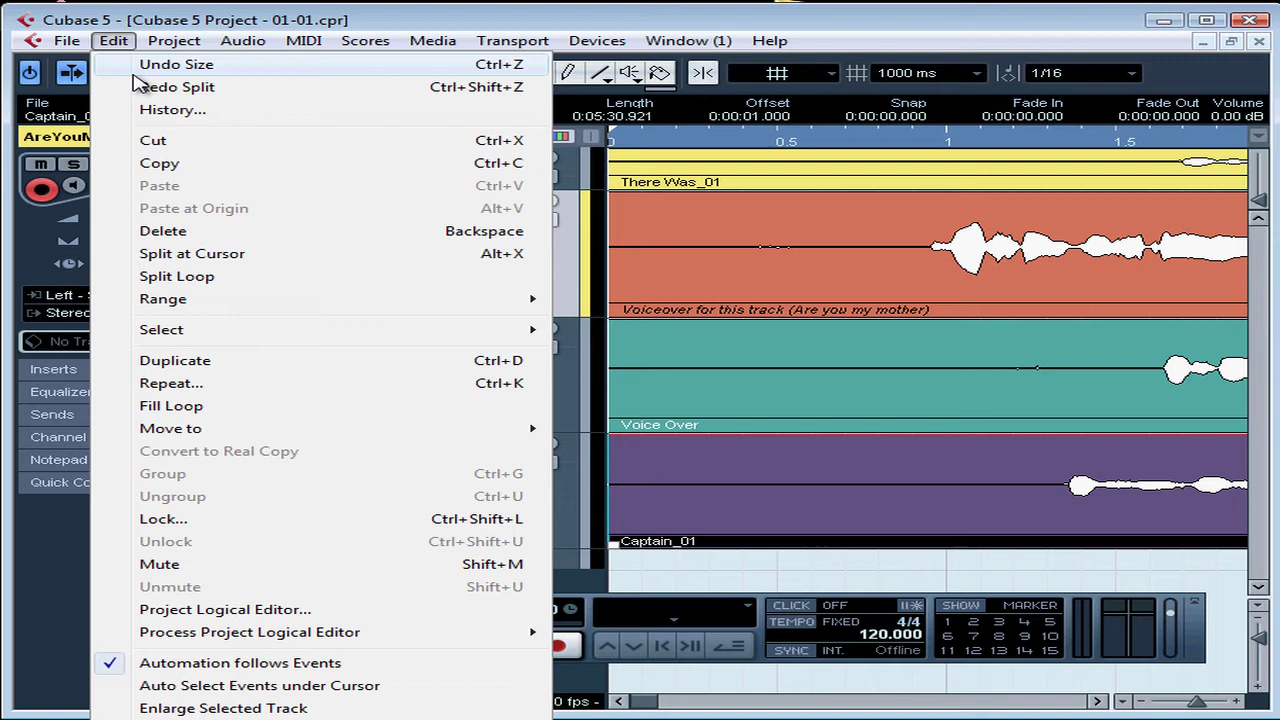 Cubase 5 - [Cubase 5 Project - 01-01.cpr]
File Edit Project Audio MIDI Scores Media Transport Devices Window (1) Help
1000 ms 1/16
File Length Offset Snap Fade In Fade Out Volume
Captain_0 0:05:30.921 0:00:01.000 0:00:00.000 0:00:00.000 0:00:00.000 0.00 dB
AreYouM
0 0.5 1 1.5
M S
Left - S
Stereo
No Tra
Inserts
Equalizer
Sends
Channel
Notepad
Quick Co
Undo Size Ctrl+Z
edo Split Ctrl+Shift+Z
History...
Cut Ctrl+X
Copy Ctrl+C
Paste Ctrl+V
Paste at Origin Alt+V
Delete Backspace
Split at Cursor Alt+X
Split Loop
Range
Select
Duplicate Ctrl+D
Repeat... Ctrl+K
Fill Loop
Move to
Convert to Real Copy
Group Ctrl+G
Ungroup Ctrl+U
Lock... Ctrl+Shift+L
Unlock Ctrl+Shift+U
Mute Shift+M
Unmute Shift+U
Project Logical Editor...
Process Project Logical Editor
Automation follows Events
Auto Select Events under Cursor
Enlarge Selected Track
There Was_01
Voiceover for this track (Are you my mother)
Voice Over
Captain_01
CLICK OFF
TEMPO FIXED 4/4
120.000
SYNC INT. Offline
SHOW MARKER
1 2 3 4 5
6 7 8 9 10
11 12 13 14 15
0 fps -